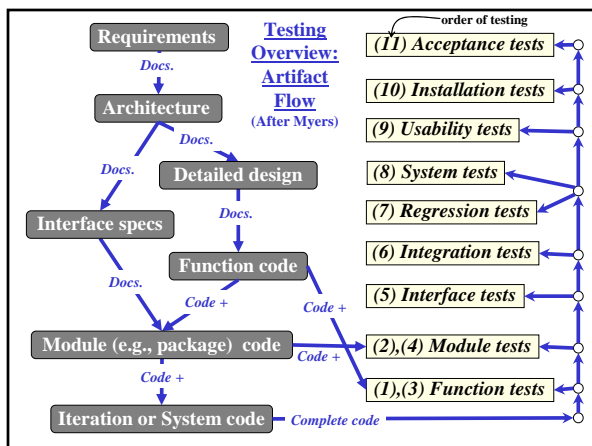 order of testing
Requirements
Testing
Overview:
Artifact
Flow
(After Myers)
(11) Acceptance tests
Docs.
Architecture
(10) Installation tests
Docs.
(9) Usability tests
Docs.
Detailed design
(8) System tests
Docs.
Interface specs
(7) Regression tests
Function code
(6) Integration tests
Docs.
Code +
Code +
(5) Interface tests
Module (e.g., package) code
Code +
(2),(4) Module tests
Code +
(1),(3) Function tests
Iteration or System code
Complete code